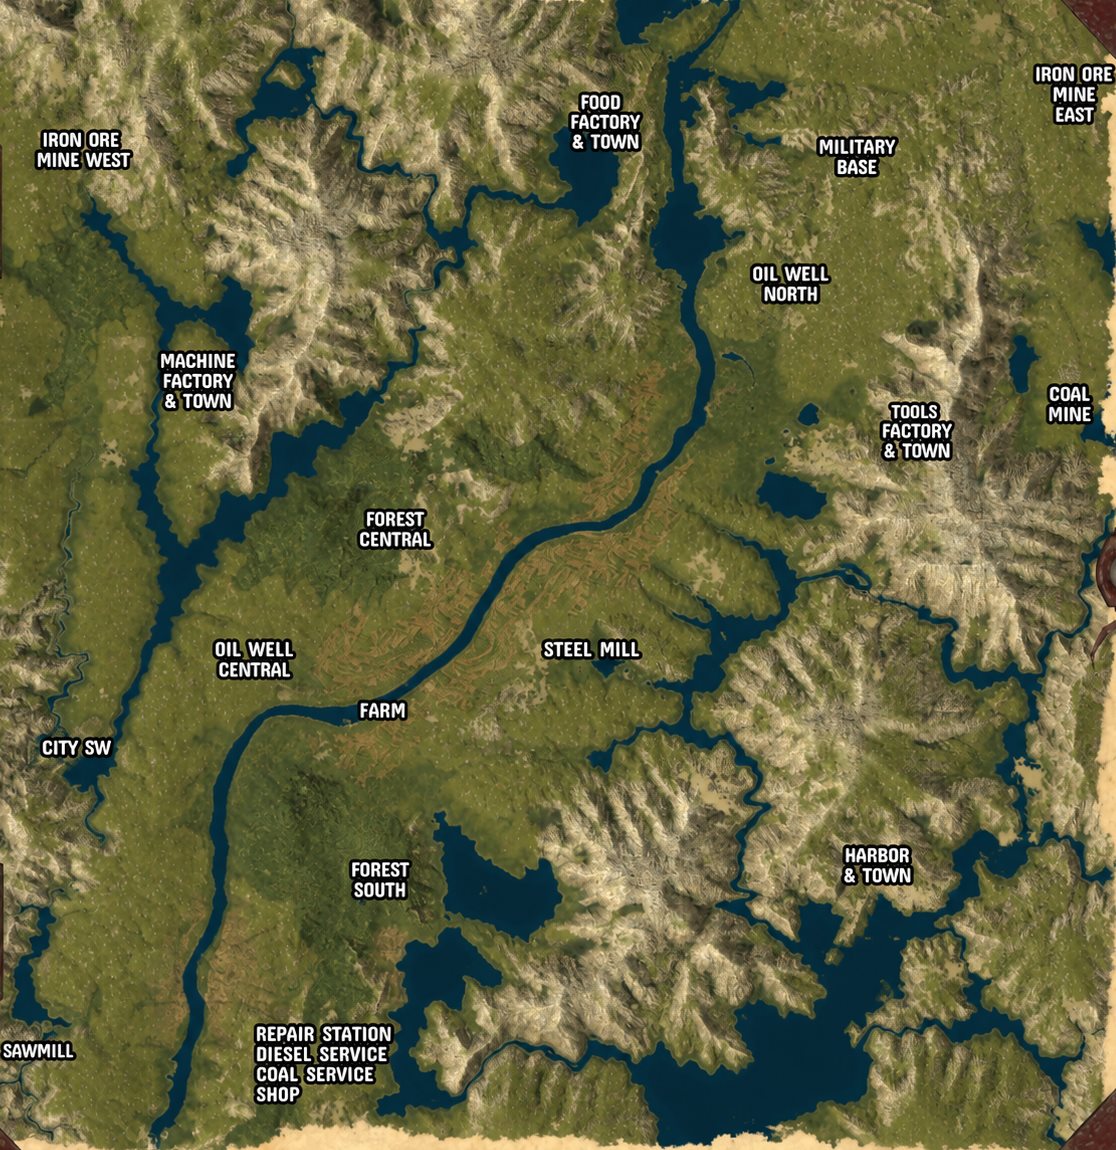 IRON ORE
MINE EAST
FOOD
FACTORY
& TOWN
IRON ORE
MINE WEST
MILITARY
BASE
OIL WELL
NORTH
MACHINE
FACTORY
& TOWN
COAL
MINE
TOOLS
FACTORY
& TOWN
FOREST
CENTRAL
OIL WELL
CENTRAL
STEEL MILL
FARM
CITY SW
HARBOR
& TOWN
FOREST
SOUTH
REPAIR STATION
DIESEL SERVICE
COAL SERVICE
SHOP
SAWMILL